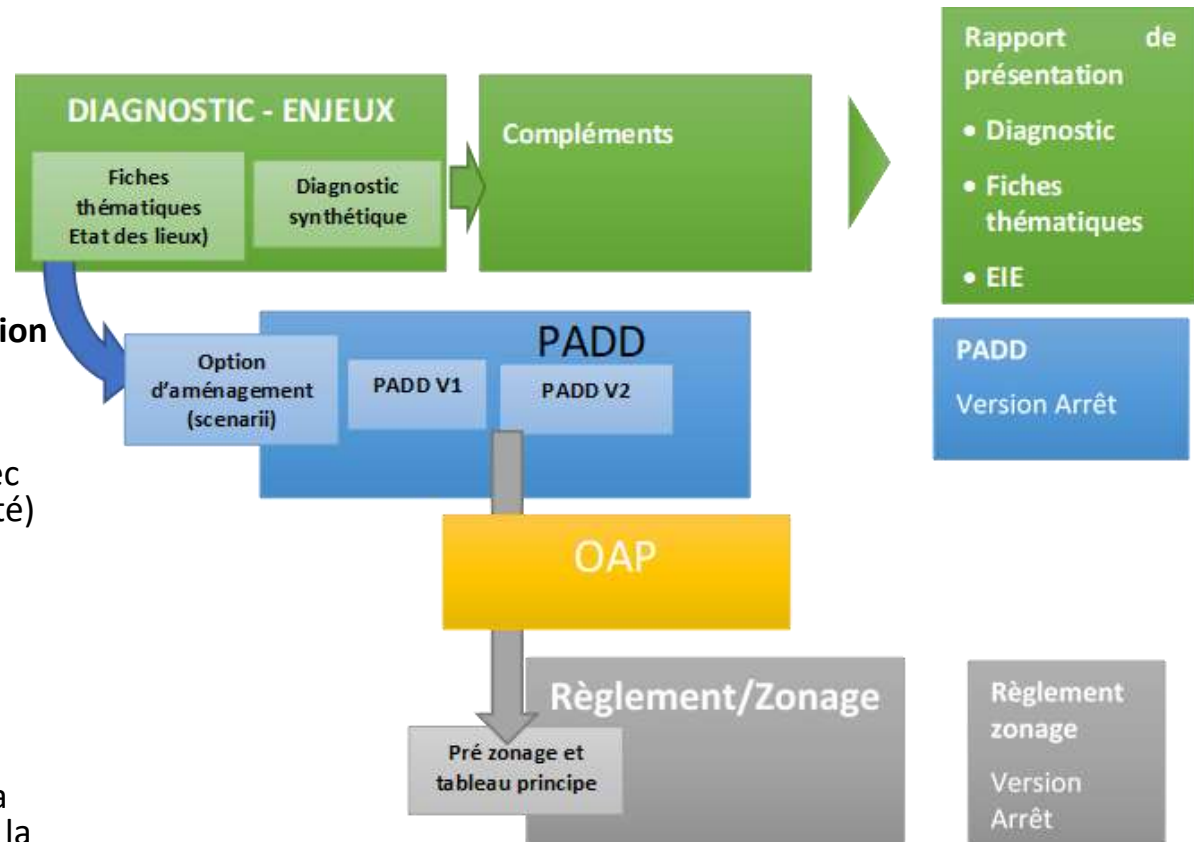 DIAGNOSTIC - ENJEUX
Fiches
thématiques
Etat des lieux)
Diagnostic
synthétique
Compléments
Rapport de
présentation
• Diagnostic
• Fiches
thématiques
• EIE
ion
ec
té)
a
la
PADD
Option
d'aménagement
(scenarii)
PADD V1
PADD V2
PADD
Version Arrêt
OAP
Règlement/Zonage
Pré zonage et
tableau principe
Règlement
zonage
Version
Arrêt